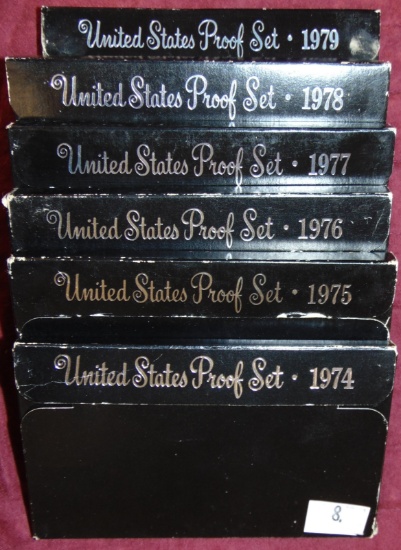 United States Proof Set · 1979
United States Proof Set · 1978
United States Proof Set · 1977
United States Proof Set · 1976
United States Proof Set · 1975
United States Proof Set · 1974
8.